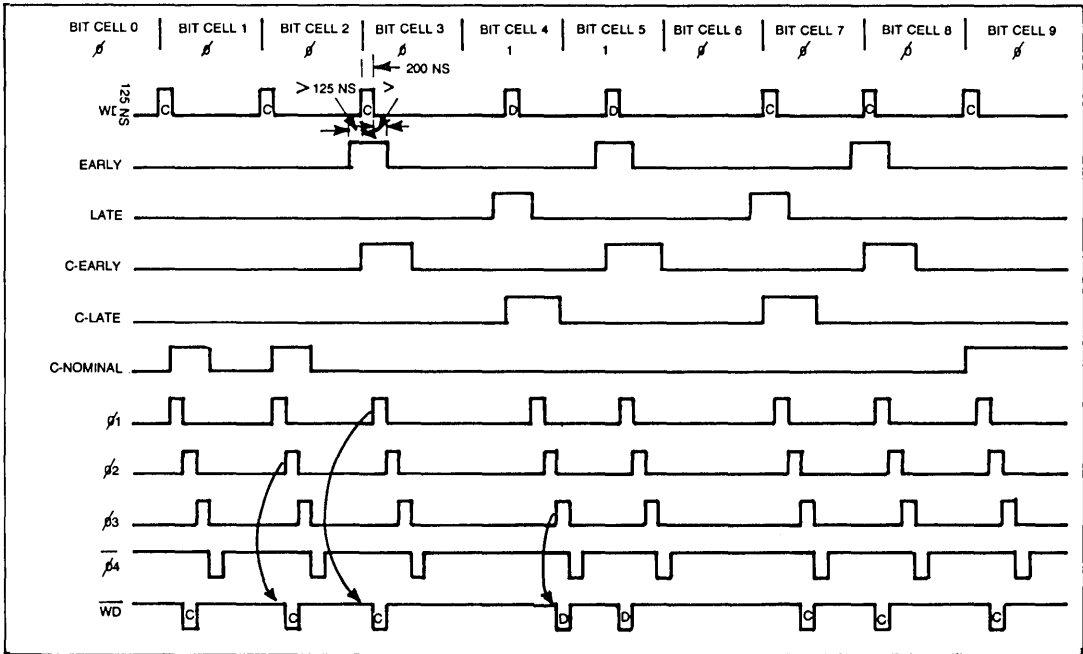 BIT CELL 0 BIT CELL 1 BIT CELL 2 BIT CELL 3 BIT CELL 4 BIT CELL 5 BIT CELL 6 BIT CELL 7 BIT CELL 8 BIT CELL 9
Ø Ø Ø Ø 1 1 Ø Ø Ø Ø
200 NS
> 125 NS >
125 NS
WD C C C D D C C C
EARLY
LATE
C-EARLY
C-LATE
C-NOMINAL
Ø1
Ø2
Ø3
Ø4
WD C C C D D C C C